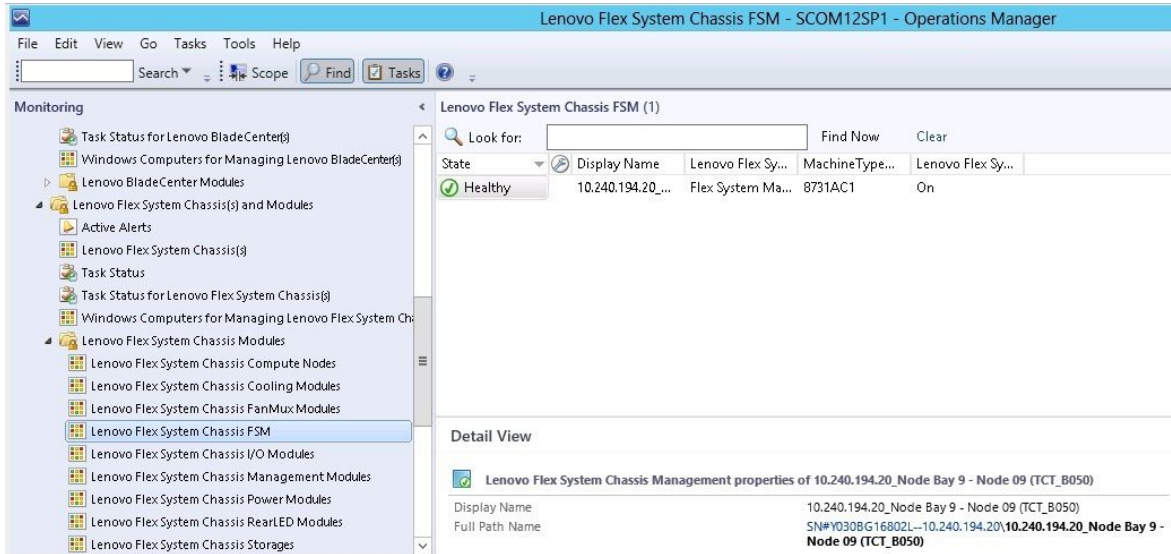 Lenovo Flex System Chassis FSM - SCOM12SP1 - Operations Manager
File Edit View Go Tasks Tools Help
Search Scope Find Tasks
Monitoring
Task Status for Lenovo BladeCenter(s)
Windows Computers for Managing Lenovo BladeCenter(s)
Lenovo BladeCenter Modules
Lenovo Flex System Chassis(s) and Modules
Active Alerts
Lenovo Flex System Chassis(s)
Task Status
Task Status for Lenovo Flex System Chassis(s)
Windows Computers for Managing Lenovo Flex System Cha
Lenovo Flex System Chassis Modules
Lenovo Flex System Chassis Compute Nodes
Lenovo Flex System Chassis Cooling Modules
Lenovo Flex System Chassis FanMux Modules
Lenovo Flex System Chassis FSM
Lenovo Flex System Chassis I/O Modules
Lenovo Flex System Chassis Management Modules
Lenovo Flex System Chassis Power Modules
Lenovo Flex System Chassis RearLED Modules
Lenovo Flex System Chassis Storages
Lenovo Flex System Chassis FSM (1)
Look for: Find Now Clear
State Display Name Lenovo Flex Sy... MachineType... Lenovo Flex Sy...
Healthy 10.240.194.20_... Flex System Ma... 8731AC1 On
Detail View
Lenovo Flex System Chassis Management properties of 10.240.194.20_Node Bay 9 - Node 09 (TCT_B050)
Display Name 10.240.194.20_Node Bay 9 - Node 09 (TCT_B050)
Full Path Name SN#Y030BG16802L--10.240.194.20\10.240.194.20_Node Bay 9 -
Node 09 (TCT_B050)